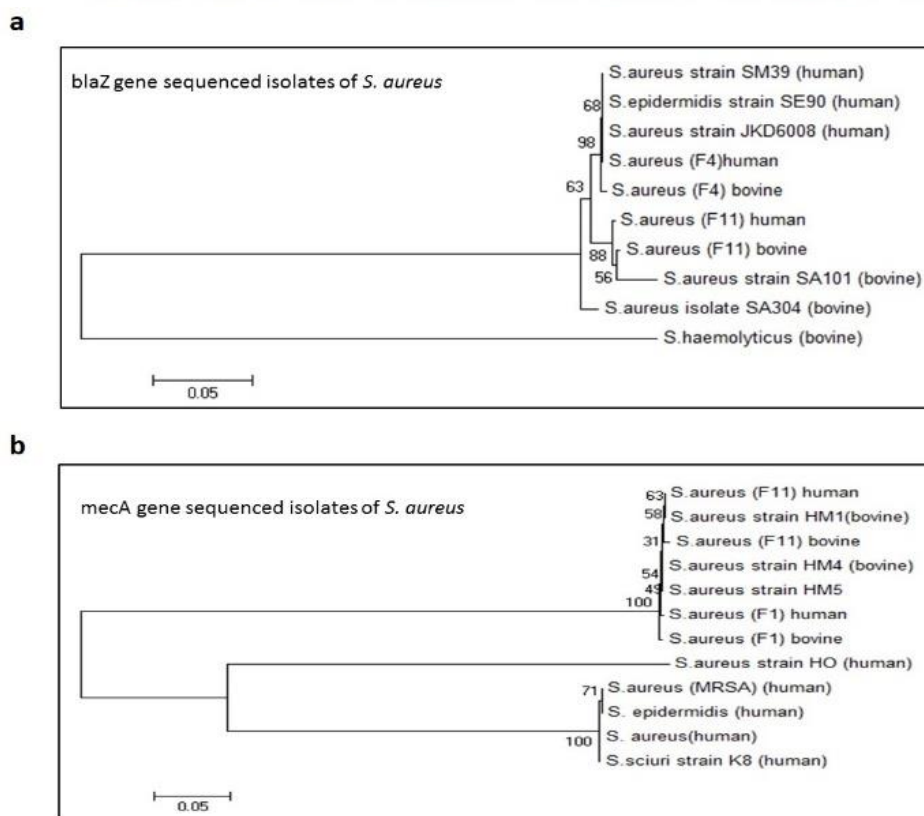 a
blaZ gene sequenced isolates of S. aureus
S.aureus strain SM39 (human)
S.epidermidis strain SE90 (human)
68
S.aureus strain JKD6008 (human)
98
S.aureus (F4)human
S.aureus (F4) bovine
63
S.aureus (F11) human
S.aureus (F11) bovine
88
S.aureus strain SA101 (bovine)
56
S.aureus isolate SA304 (bovine)
S.haemolyticus (bovine)
0.05
b
mecA gene sequenced isolates of S. aureus
63
S.aureus (F11) human
58
S.aureus strain HM1(bovine)
31
S.aureus (F11) bovine
S.aureus strain HM4 (bovine)
54
S.aureus strain HM5
49
100
S.aureus (F1) human
S.aureus (F1) bovine
S.aureus strain HO (human)
71
S.aureus (MRSA) (human)
S. epidermidis (human)
100
S. aureus(human)
S.sciuri strain K8 (human)
0.05